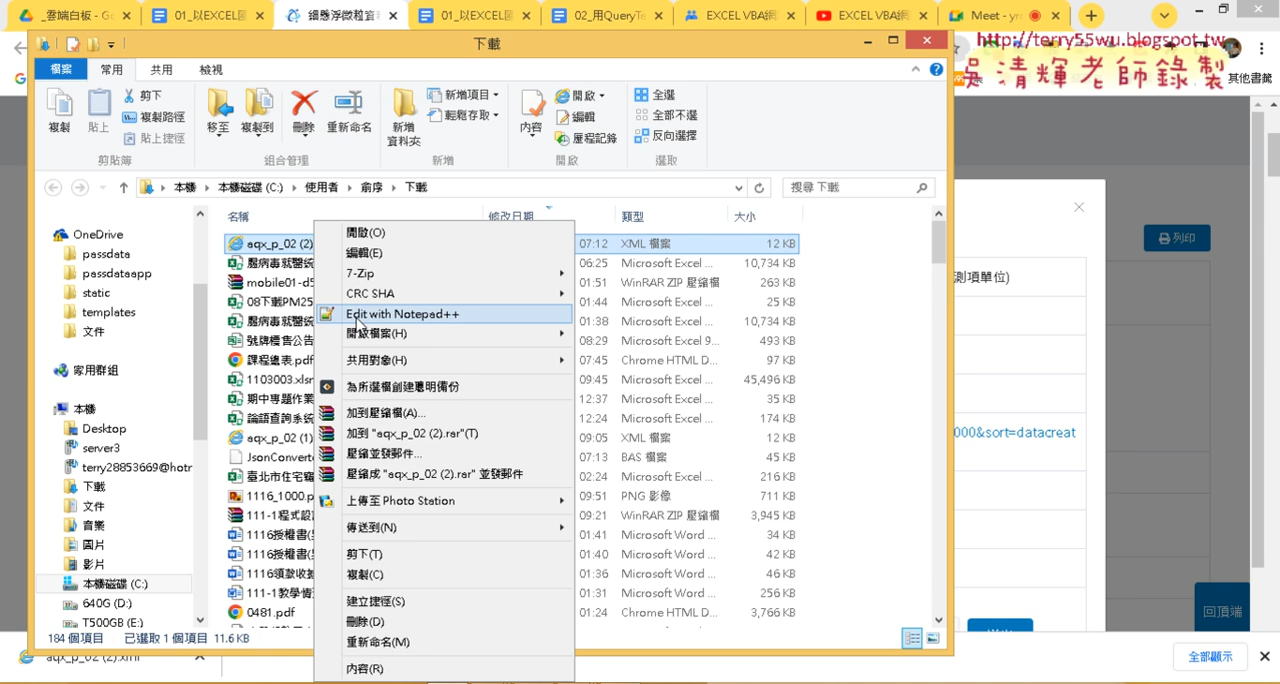 _雲端白板 - G
01_以EXCEL函
細懸浮微粒資
01_以EXCEL函
02_用QueryTe
EXCEL VBA網
EXCEL VBA網
Meet - yr
http://terry55wu.blogspot.tw
吳清輝老師錄製
其他書籤
下載
檔案
常用
共用
檢視
複製
貼上
剪下
複製路徑
貼上捷徑
移至
複製到
刪除
重新命名
新增
資料夾
新增項目
輕鬆存取
內容
開啟
編輯
歷程記錄
全選
全部不選
反向選擇
剪貼簿
組合管理
新增
開啟
選取
本機
本機磁碟 (C:)
使用者
俞序
下載
搜尋 下載
名稱
修改日期
類型
大小
OneDrive
passdata
passdataapp
static
templates
文件
家用群組
本機
Desktop
server3
terry28853669@hotr
下載
文件
音樂
圖片
影片
本機磁碟 (C:)
640G (D:)
T500GB (E:)
aqx_p_02 (2)
07:12 XML 檔案 12 KB
06:25 Microsoft Excel ... 10,734 KB
mobile01-d5
01:51 WinRAR ZIP 壓縮檔 263 KB
08下載PM25
01:44 Microsoft Excel ... 25 KB
01:38 Microsoft Excel ... 10,734 KB
號牌標售公告
08:29 Microsoft Excel 9... 493 KB
課程進表.pdf
07:45 Chrome HTML D... 97 KB
1103003.xlsm
09:45 Microsoft Excel ... 45,496 KB
期中專題作業
12:37 Microsoft Excel ... 35 KB
論語查詢系統
12:24 Microsoft Excel ... 174 KB
aqx_p_02 (1)
09:05 XML 檔案 12 KB
JsonConverte
07:13 BAS 檔案 45 KB
臺北市住宅竊
02:24 Microsoft Excel ... 216 KB
1116_1000.p
09:51 PNG 影像 711 KB
111-1程式設
09:21 WinRAR ZIP 壓縮檔 3,945 KB
1116授權書(
01:41 Microsoft Word ... 34 KB
1116授權書(
01:40 Microsoft Word ... 42 KB
1116領款收據
01:36 Microsoft Word ... 46 KB
111-1教學情
01:31 Microsoft Word ... 256 KB
0481.pdf
01:24 Chrome HTML D... 3,766 KB
開啟(O)
編輯(E)
7-Zip
CRC SHA
Edit with Notepad++
開啟檔案(H)
共用對象(H)
為所選檔創建聰明備份
加到壓縮檔(A)...
加到 "aqx_p_02 (2).rar"(T)
壓縮並發郵件...
壓縮成 "aqx_p_02 (2).rar" 並發郵件
上傳至 Photo Station
傳送到(N)
剪下(T)
複製(C)
建立捷徑(S)
刪除(D)
重新命名(M)
內容(R)
184 個項目 已選取 1 個項目 11.6 KB
列印
測項單位)
000&sort=datacreat
回頂端
aqx_p_02 (2).xml
全部顯示